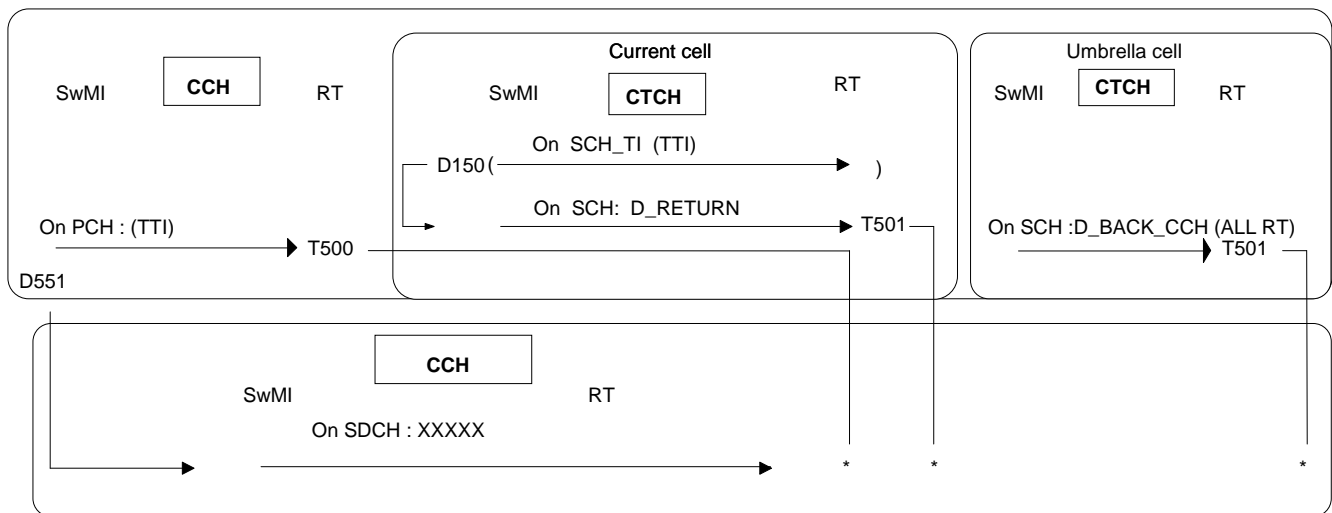 Current cell
Umbrella cell
SwMI CCH RT
SwMI CTCH RT
SwMI CTCH RT
On SCH_TI (TTI)
D150 ( )
On SCH: D_RETURN
T501
On PCH : (TTI)
T500
On SCH :D_BACK_CCH (ALL RT)
T501
D551
CCH
SwMI RT
On SDCH : XXXXX
* * *